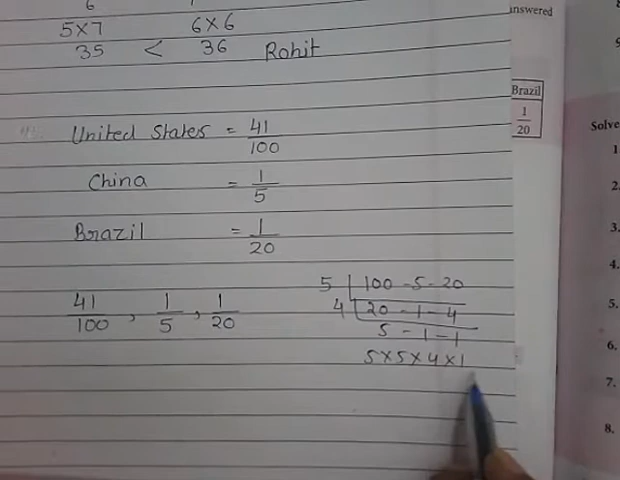 6
5×7 6×6
35 < 36 Rohit
United States = 41/100
China = 1/5
Brazil = 1/20
41/100, 1/5, 1/20
5 | 100 - 5 - 20
4 | 20 - 1 - 4
5 - 1 - 1
5×5×4×1
Brazil
1/20
Solve
1
2.
3.
4.
5.
6.
7.
8.